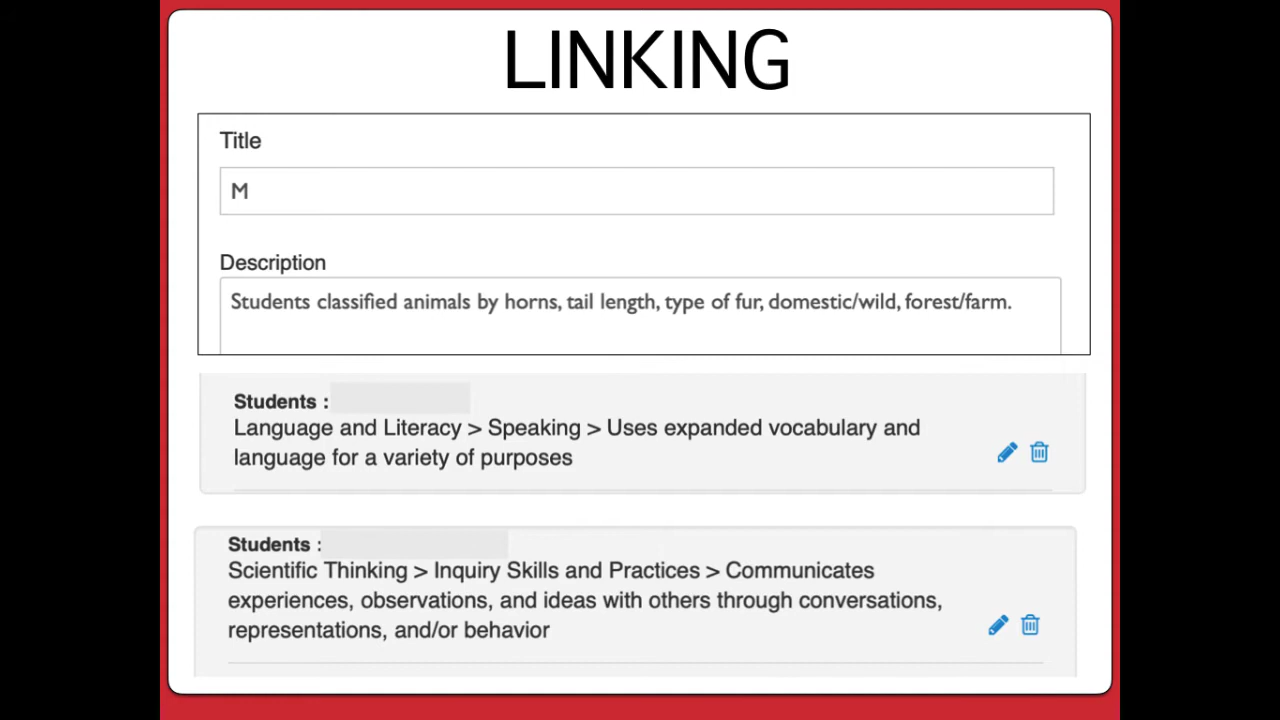 LINKING
Title
M
Description
Students classified animals by horns, tail length, type of fur, domestic/wild, forest/farm.
Students :
Language and Literacy > Speaking > Uses expanded vocabulary and
language for a variety of purposes
Students :
Scientific Thinking > Inquiry Skills and Practices > Communicates
experiences, observations, and ideas with others through conversations,
representations, and/or behavior